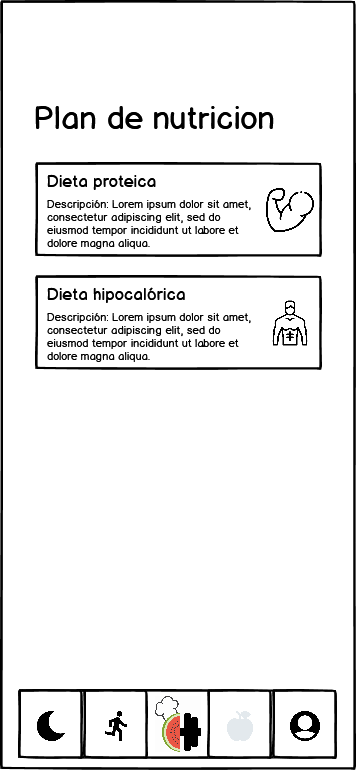 Plan de nutricion
Dieta proteica
Descripción: Lorem ipsum dolor sit amet,
consectetur adipiscing elit, sed do
eiusmod tempor incididunt ut labore et
dolore magna aliqua.
Dieta hipocalórica
Descripción: Lorem ipsum dolor sit amet,
consectetur adipiscing elit, sed do
eiusmod tempor incididunt ut labore et
dolore magna aliqua.